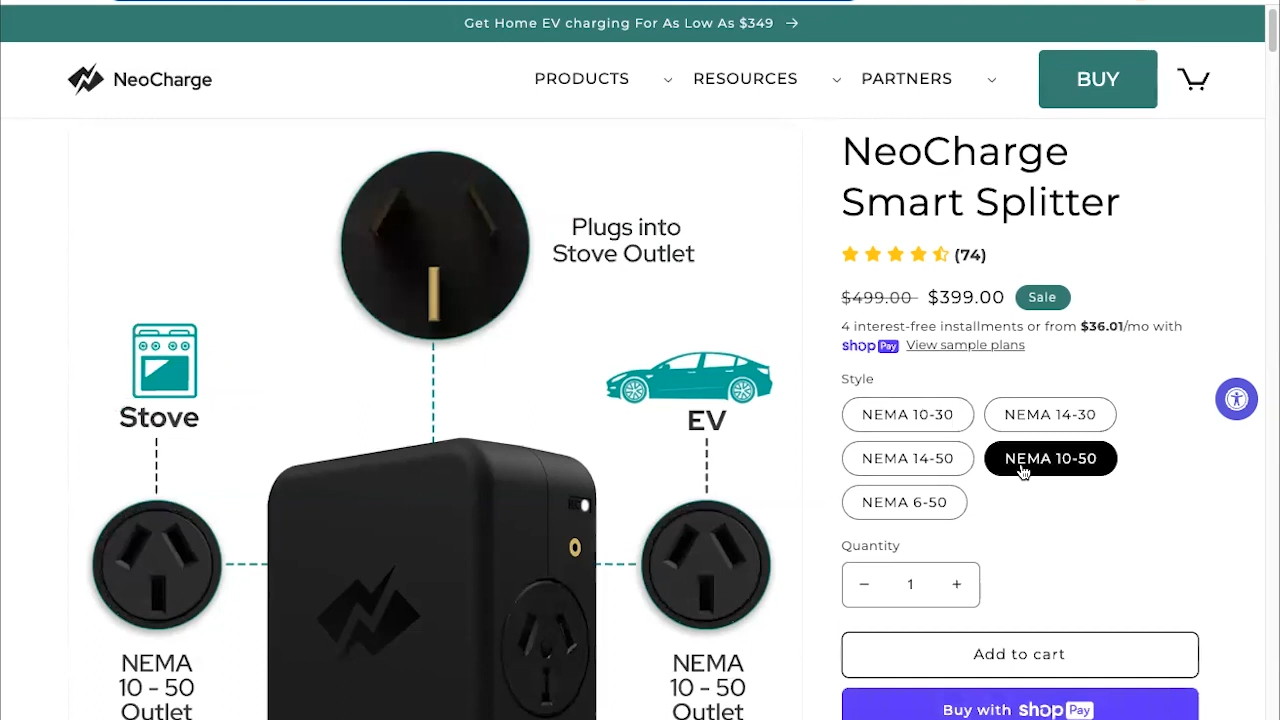 Get Home EV charging For As Low As $349 →
NeoCharge
PRODUCTS
RESOURCES
PARTNERS
BUY
Plugs into
Stove Outlet
Stove
EV
NEMA
10 - 50
Outlet
NEMA
10 - 50
Outlet
NeoCharge
Smart Splitter
(74)
$499.00 $399.00 Sale
4 interest-free installments or from $36.01/mo with
shop Pay View sample plans
Style
NEMA 10-30
NEMA 14-30
NEMA 14-50
NEMA 10-50
NEMA 6-50
Quantity
− 1 +
Add to cart
Buy with shop Pay